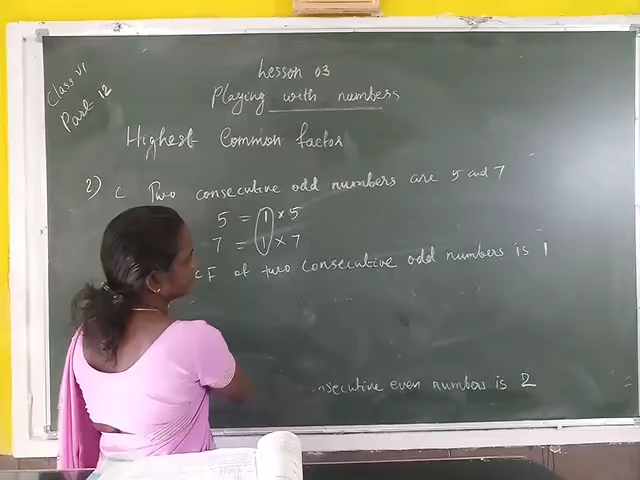 Class VI
Part 12
Lesson 03
Playing with numbers
Highest Common factor
2) c Two consecutive odd numbers are 5 and 7
5 = 1 × 5
7 = 1 × 7
CF of two consecutive odd numbers is 1
nsecutive even numbers is 2